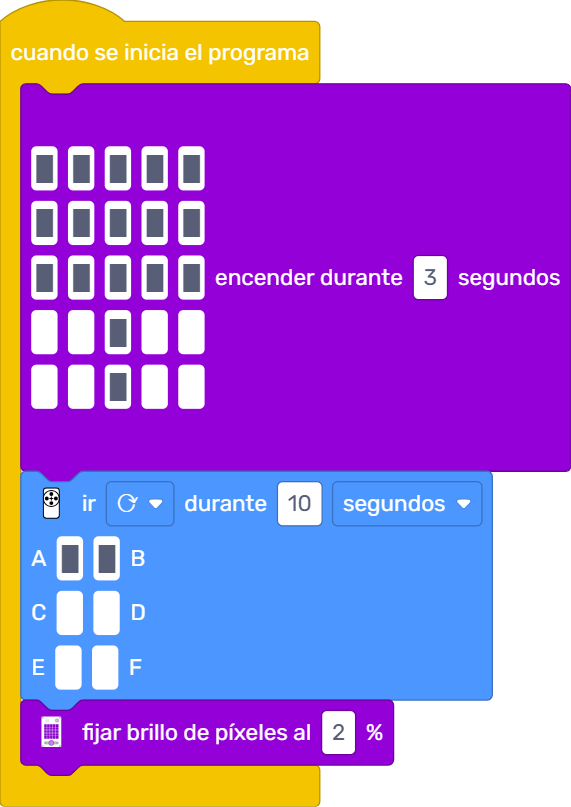 cuando se inicia el programa
encender durante 3 segundos
ir durante 10 segundos
A B
C D
E F
fijar brillo de píxeles al 2 %